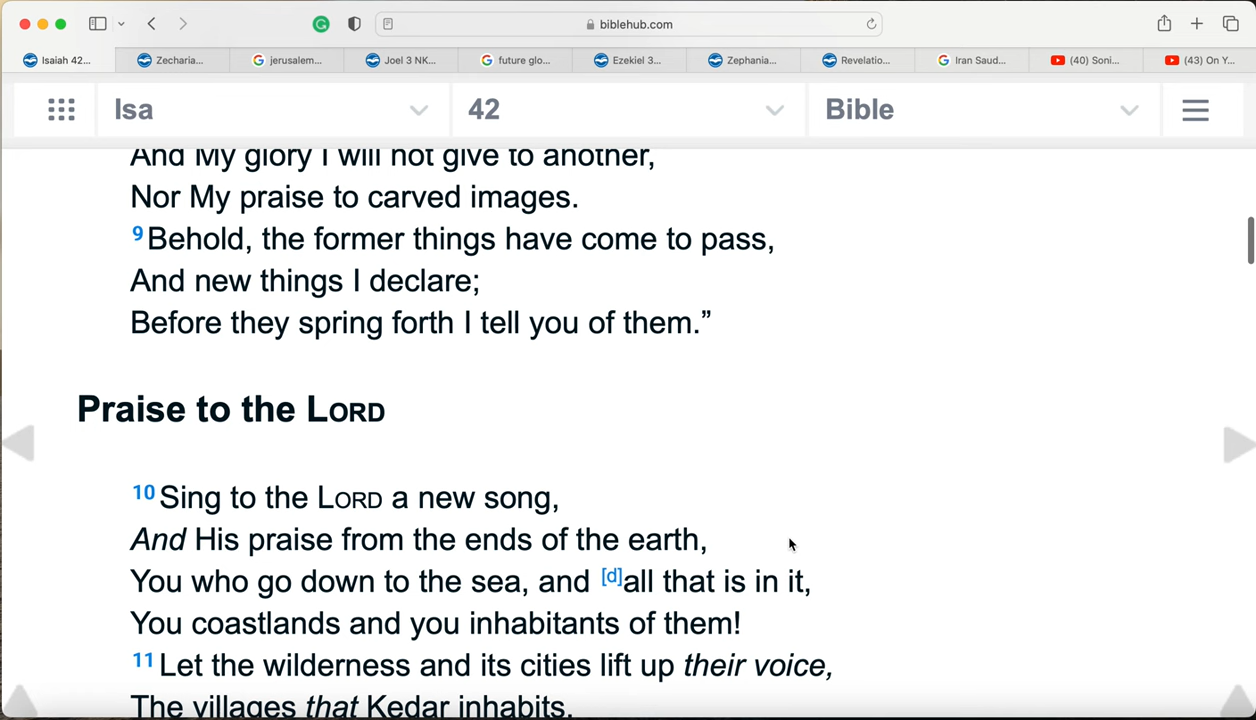 biblehub.com
Isaiah 42...
Zecharia...
jerusalem...
Joel 3 NK...
future glo...
Ezekiel 3...
Zephania...
Revelatio...
Iran Saud...
(40) Soni...
(43) On Y...
Isa
42
Bible
And My glory I will not give to another,
Nor My praise to carved images.
9 Behold, the former things have come to pass,
And new things I declare;
Before they spring forth I tell you of them.”
Praise to the LORD
10 Sing to the LORD a new song,
And His praise from the ends of the earth,
You who go down to the sea, and [d]all that is in it,
You coastlands and you inhabitants of them!
11 Let the wilderness and its cities lift up their voice,
The villages that Kedar inhabits.